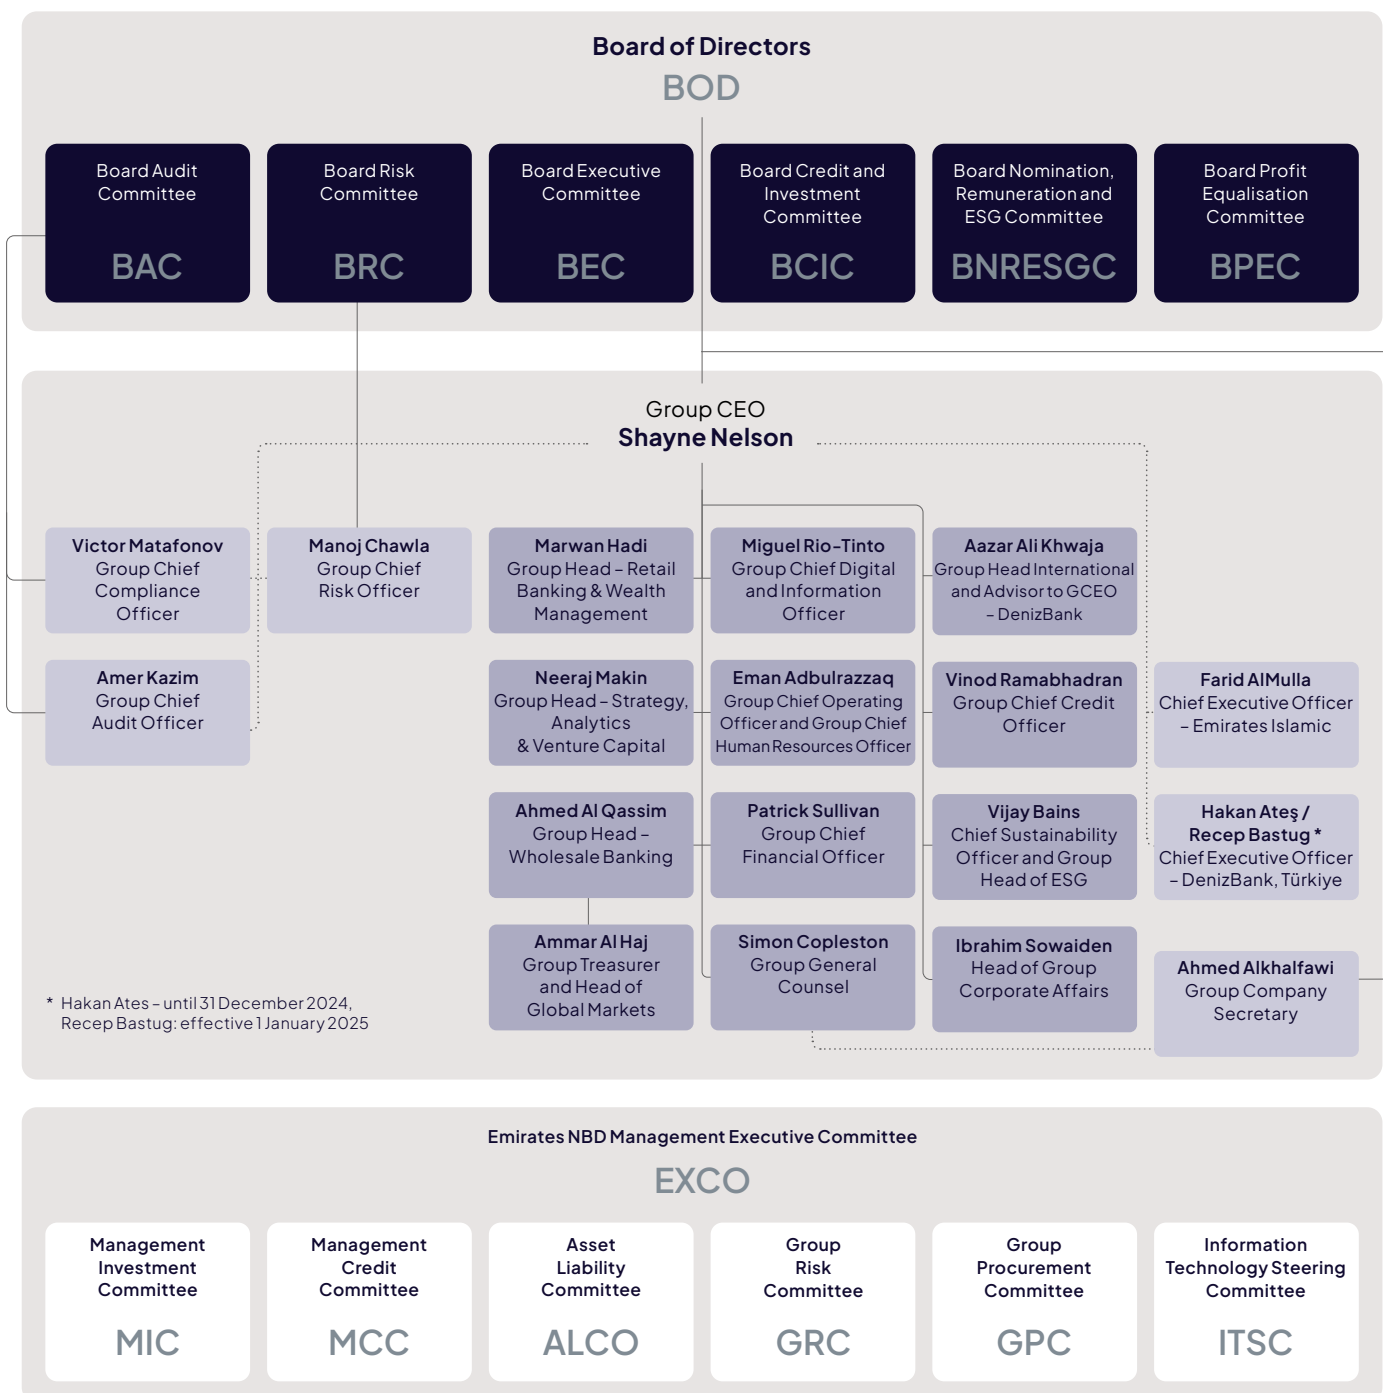 Board of Directors
BOD
Board Audit
Committee
BAC
Board Risk
Committee
BRC
Board Executive
Committee
BEC
Board Credit and
Investment
Committee
BCIC
Board Nomination,
Remuneration and
ESG Committee
BNRESGC
Board Profit
Equalisation
Committee
BPEC
Group CEO
Shayne Nelson
Victor Matafonov
Group Chief
Compliance
Officer
Manoj Chawla
Group Chief
Risk Officer
Marwan Hadi
Group Head – Retail
Banking & Wealth
Management
Miguel Rio-Tinto
Group Chief Digital
and Information
Officer
Aazar Ali Khwaja
Group Head International
and Advisor to GCEO
– DenizBank
Amer Kazim
Group Chief
Audit Officer
Neeraj Makin
Group Head – Strategy,
Analytics
& Venture Capital
Eman Adbulrazzaq
Group Chief Operating
Officer and Group Chief
Human Resources Officer
Vinod Ramabhadran
Group Chief Credit
Officer
Farid AlMulla
Chief Executive Officer
– Emirates Islamic
Ahmed Al Qassim
Group Head –
Wholesale Banking
Patrick Sullivan
Group Chief
Financial Officer
Vijay Bains
Chief Sustainability
Officer and Group
Head of ESG
Hakan Ateş /
Recep Bastug *
Chief Executive Officer
– DenizBank, Türkiye
Ammar Al Haj
Group Treasurer
and Head of
Global Markets
Simon Copleston
Group General
Counsel
Ibrahim Sowaiden
Head of Group
Corporate Affairs
Ahmed Alkhalfawi
Group Company
Secretary
* Hakan Ates – until 31 December 2024,
Recep Bastug: effective 1 January 2025
Emirates NBD Management Executive Committee
EXCO
Management
Investment
Committee
MIC
Management
Credit
Committee
MCC
Asset
Liability
Committee
ALCO
Group
Risk
Committee
GRC
Group
Procurement
Committee
GPC
Information
Technology Steering
Committee
ITSC